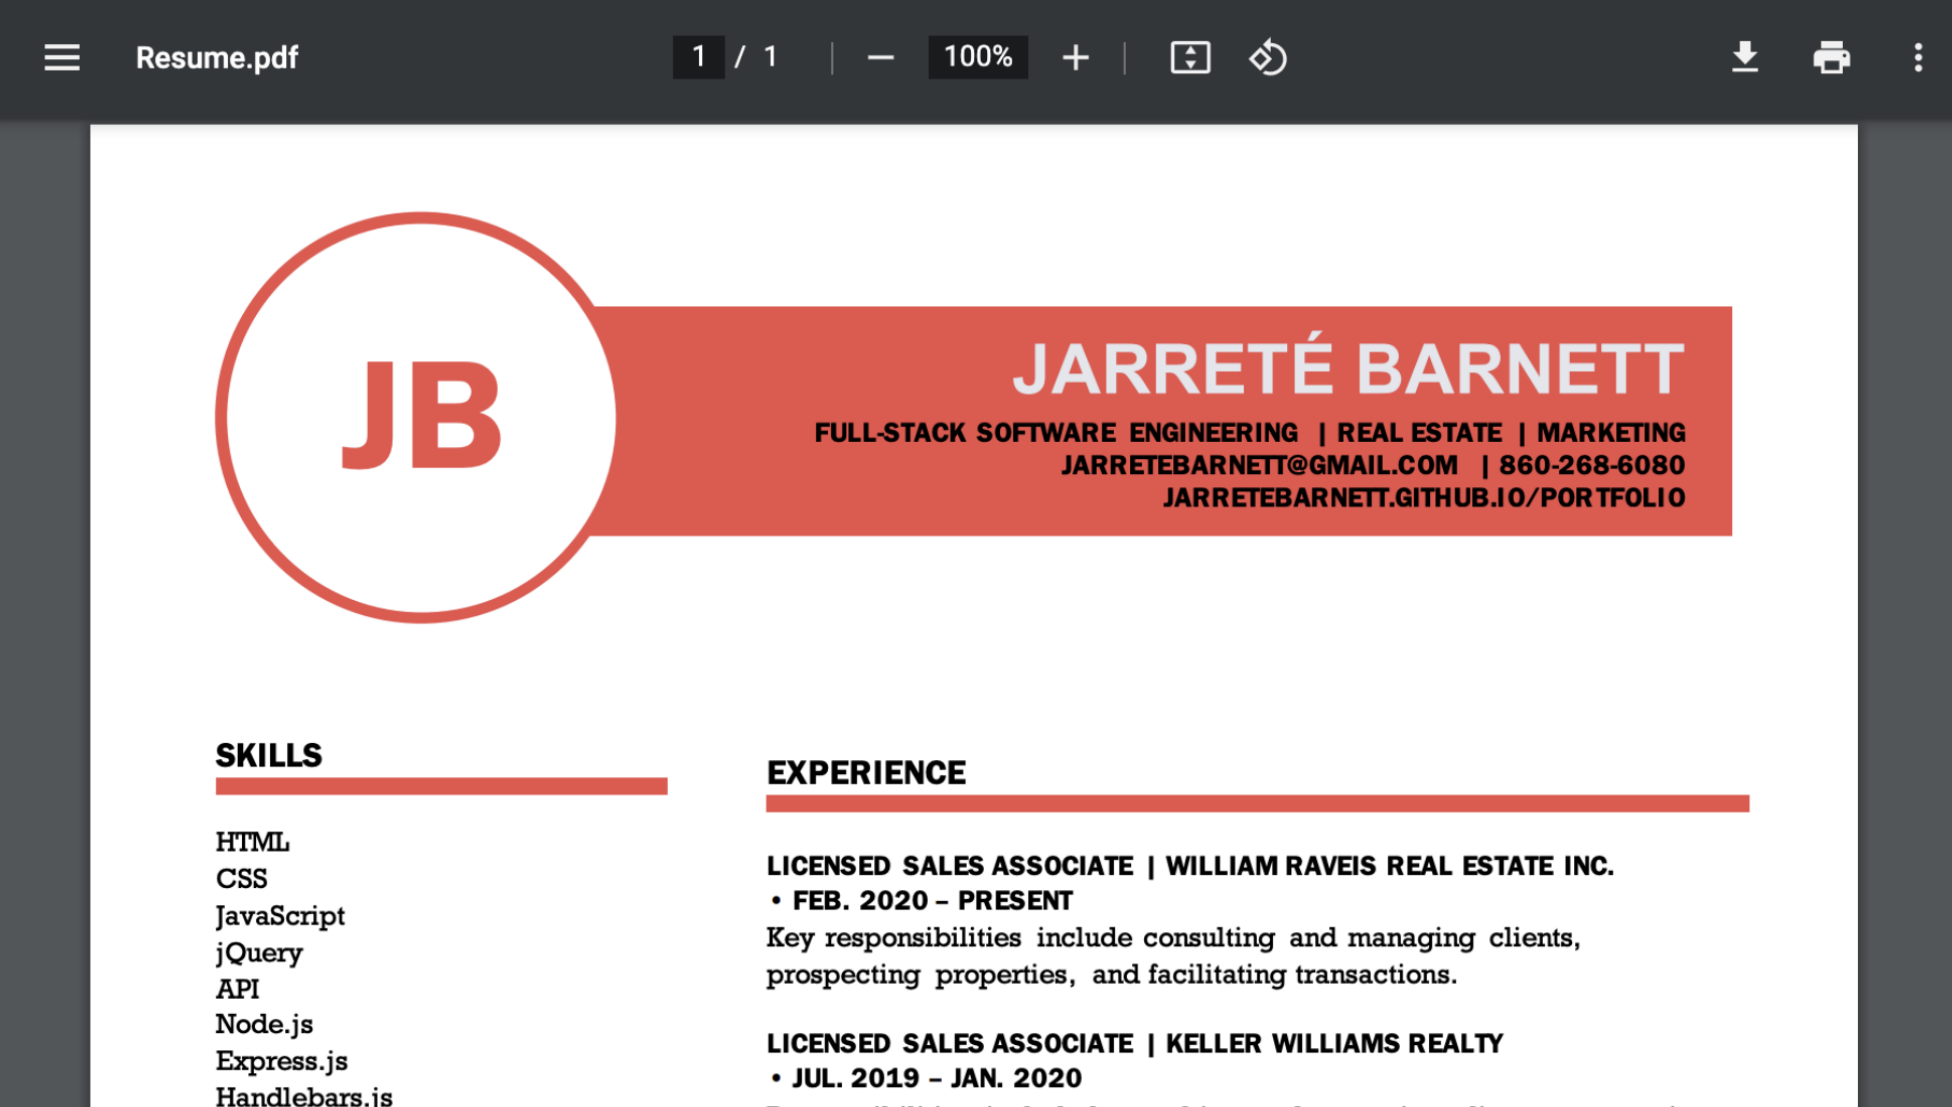 Resume.pdf
1 / 1
100%
JB
JARRETÉ BARNETT
FULL-STACK SOFTWARE ENGINEERING | REAL ESTATE | MARKETING
JARRETEBARNETT@GMAIL.COM | 860-268-6080
JARRETEBARNETT.GITHUB.IO/PORTFOLIO
SKILLS
HTML
CSS
JavaScript
jQuery
API
Node.js
Express.js
Handlebars.js
EXPERIENCE
LICENSED SALES ASSOCIATE | WILLIAM RAVEIS REAL ESTATE INC.
• FEB. 2020 – PRESENT
Key responsibilities include consulting and managing clients,
prospecting properties, and facilitating transactions.
LICENSED SALES ASSOCIATE | KELLER WILLIAMS REALTY
• JUL. 2019 – JAN. 2020